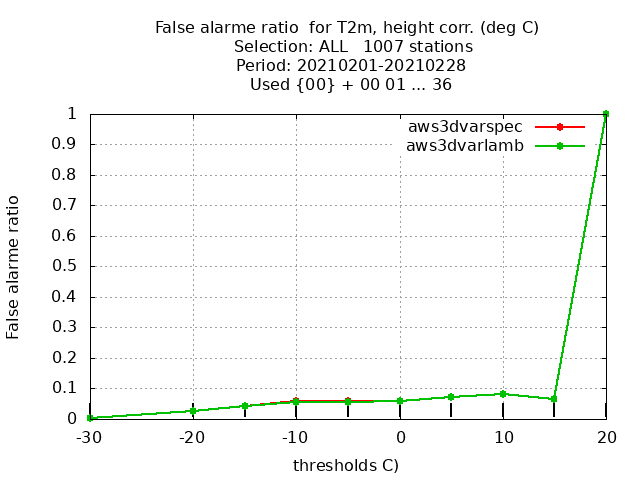 False alarme ratio  for T2m, height corr. (deg C)
Selection: ALL   1007 stations
Period: 20210201-20210228
Used {00} + 00 01 ... 36
aws3dvarspec
aws3dvarlamb
1
0.9
0.8
0.7
0.6
0.5
0.4
0.3
0.2
0.1
0
False alarme ratio
-30
-20
-10
0
10
20
thresholds C)